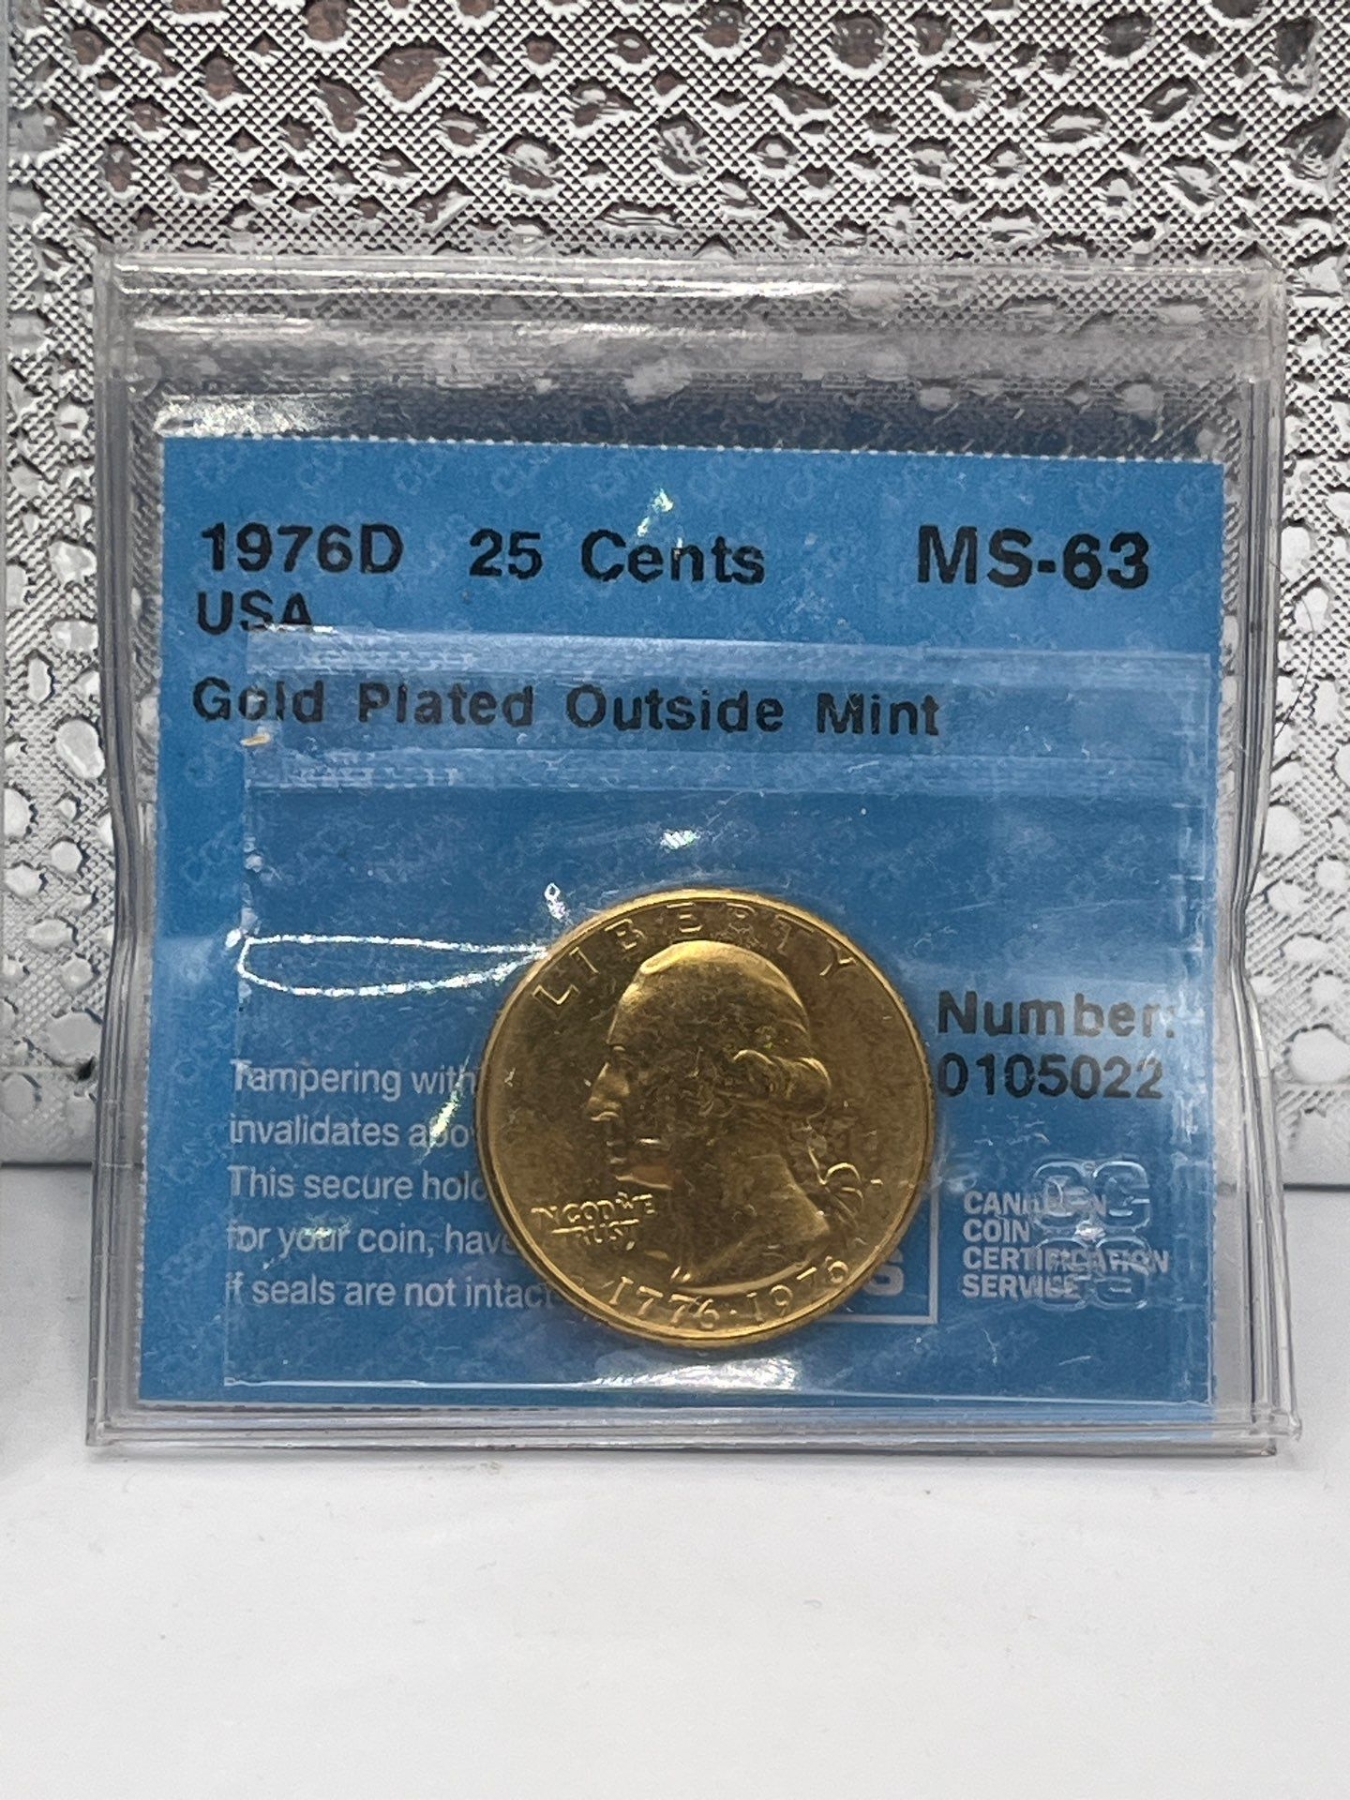 1976D 25 Cents MS-63
USA
Gold Plated Outside Mint
LIBERTY
IN GOD WE
TRUST
1776·1976
Number:
0105022
Tampering with
invalidates
This secure
for your coin, have
if seals are not intact
CANADIAN
COIN
CERTIFICATION
SERVICE